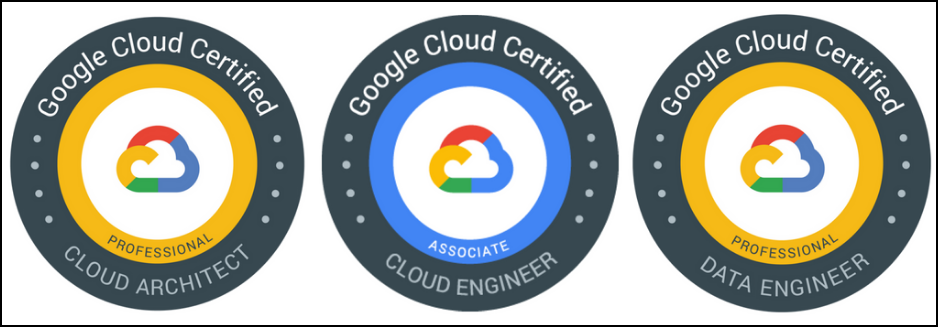 Google Cloud Certified
PROFESSIONAL
CLOUD ARCHITECT
Google Cloud Certified
ASSOCIATE
CLOUD ENGINEER
Google Cloud Certified
PROFESSIONAL
DATA ENGINEER